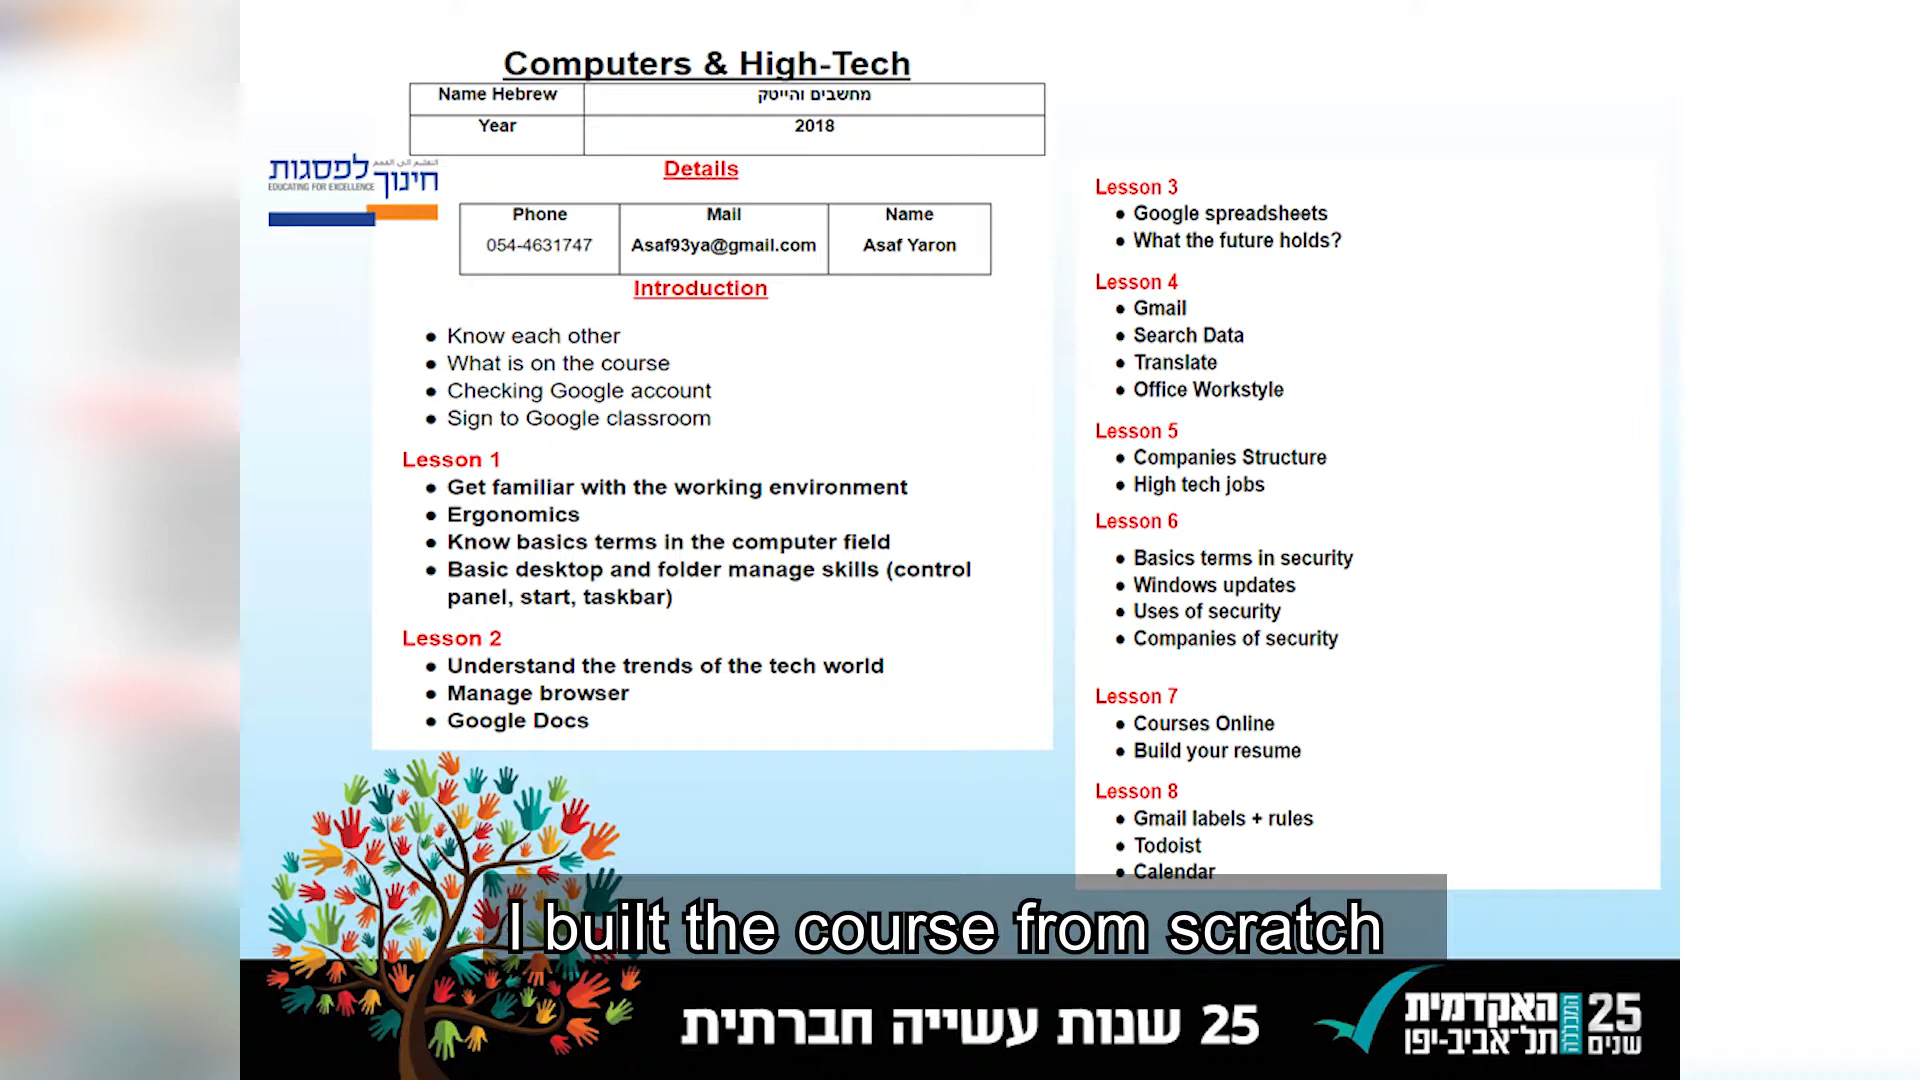 Computers & High-Tech
Name Hebrew מחשבים והייטק
Year 2018
Details
Phone Mail Name
054-4631747 Asaf93ya@gmail.com Asaf Yaron
Introduction
● Know each other
● What is on the course
● Checking Google account
● Sign to Google classroom
Lesson 1
● Get familiar with the working environment
● Ergonomics
● Know basics terms in the computer field
● Basic desktop and folder manage skills (control
panel, start, taskbar)
Lesson 2
● Understand the trends of the tech world
● Manage browser
● Google Docs
Lesson 3
● Google spreadsheets
● What the future holds?
Lesson 4
● Gmail
● Search Data
● Translate
● Office Workstyle
Lesson 5
● Companies Structure
● High tech jobs
Lesson 6
● Basics terms in security
● Windows updates
● Uses of security
● Companies of security
Lesson 7
● Courses Online
● Build your resume
Lesson 8
● Gmail labels + rules
● Todoist
● Calendar
חינוך לפסגות
التعليم الى القمم
EDUCATING FOR EXCELLENCE
I built the course from scratch
25 שנות עשייה חברתית
האקדמית
תל־אביב-יפו
המכללה
25
שנים